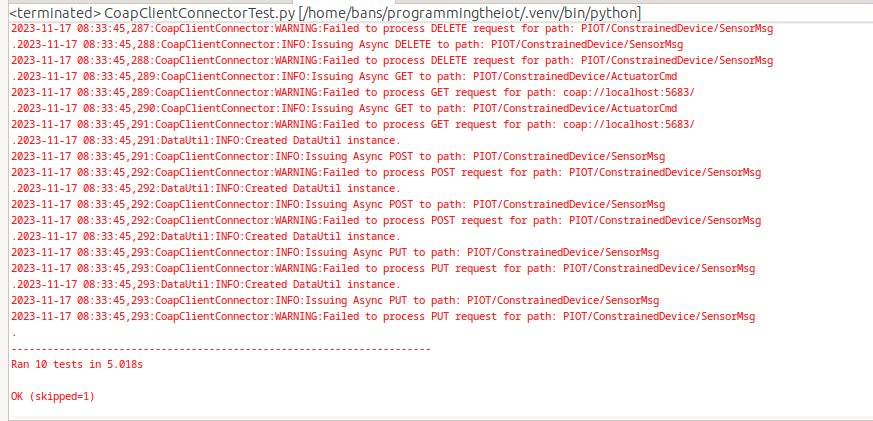 <terminated> CoapClientConnectorTest.py [/home/bans/programmingtheiot/.venv/bin/python]
2023-11-17 08:33:45,287:CoapClientConnector:WARNING:Failed to process DELETE request for path: PIOT/ConstrainedDevice/SensorMsg
.2023-11-17 08:33:45,288:CoapClientConnector:INFO:Issuing Async DELETE to path: PIOT/ConstrainedDevice/SensorMsg
2023-11-17 08:33:45,288:CoapClientConnector:WARNING:Failed to process DELETE request for path: PIOT/ConstrainedDevice/SensorMsg
.2023-11-17 08:33:45,289:CoapClientConnector:INFO:Issuing Async GET to path: PIOT/ConstrainedDevice/ActuatorCmd
2023-11-17 08:33:45,289:CoapClientConnector:WARNING:Failed to process GET request for path: coap://localhost:5683/
.2023-11-17 08:33:45,290:CoapClientConnector:INFO:Issuing Async GET to path: PIOT/ConstrainedDevice/ActuatorCmd
2023-11-17 08:33:45,291:CoapClientConnector:WARNING:Failed to process GET request for path: coap://localhost:5683/
.2023-11-17 08:33:45,291:DataUtil:INFO:Created DataUtil instance.
2023-11-17 08:33:45,291:CoapClientConnector:INFO:Issuing Async POST to path: PIOT/ConstrainedDevice/SensorMsg
2023-11-17 08:33:45,292:CoapClientConnector:WARNING:Failed to process POST request for path: PIOT/ConstrainedDevice/SensorMsg
.2023-11-17 08:33:45,292:DataUtil:INFO:Created DataUtil instance.
2023-11-17 08:33:45,292:CoapClientConnector:INFO:Issuing Async POST to path: PIOT/ConstrainedDevice/SensorMsg
2023-11-17 08:33:45,292:CoapClientConnector:WARNING:Failed to process POST request for path: PIOT/ConstrainedDevice/SensorMsg
.2023-11-17 08:33:45,292:DataUtil:INFO:Created DataUtil instance.
2023-11-17 08:33:45,293:CoapClientConnector:INFO:Issuing Async PUT to path: PIOT/ConstrainedDevice/SensorMsg
2023-11-17 08:33:45,293:CoapClientConnector:WARNING:Failed to process PUT request for path: PIOT/ConstrainedDevice/SensorMsg
.2023-11-17 08:33:45,293:DataUtil:INFO:Created DataUtil instance.
2023-11-17 08:33:45,293:CoapClientConnector:INFO:Issuing Async PUT to path: PIOT/ConstrainedDevice/SensorMsg
2023-11-17 08:33:45,293:CoapClientConnector:WARNING:Failed to process PUT request for path: PIOT/ConstrainedDevice/SensorMsg
.
----------------------------------------------------------------------
Ran 10 tests in 5.018s
OK (skipped=1)